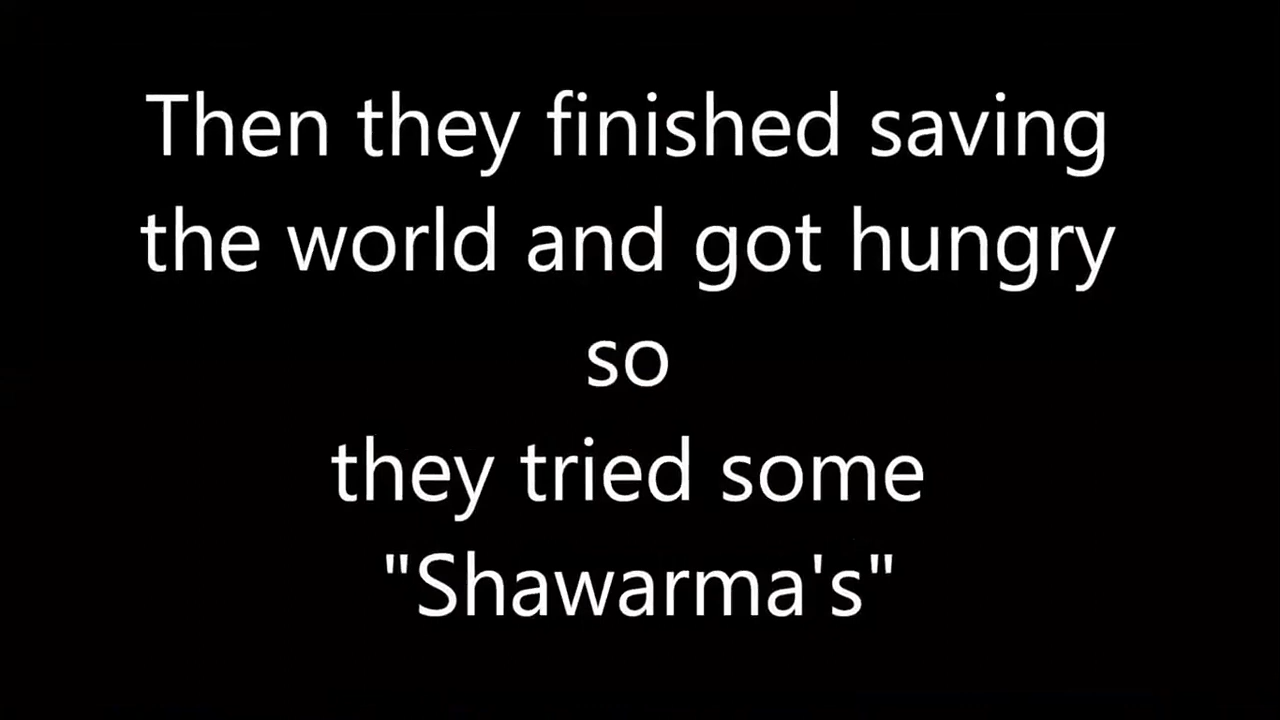 Then they finished saving
the world and got hungry
so
they tried some
"Shawarma's"